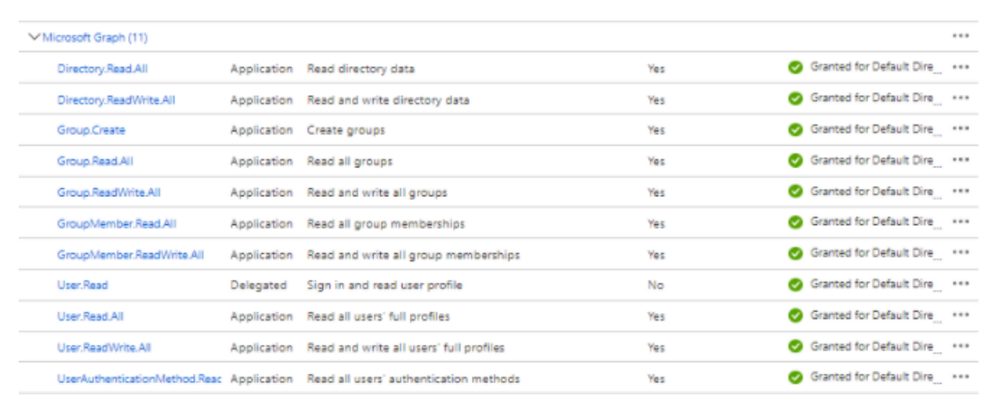 Microsoft Graph (11) ...
Directory.Read.All Application Read directory data Yes Granted for Default Dire... ...
Directory.ReadWrite.All Application Read and write directory data Yes Granted for Default Dire... ...
Group.Create Application Create groups Yes Granted for Default Dire... ...
Group.Read.All Application Read all groups Yes Granted for Default Dire... ...
Group.ReadWrite.All Application Read and write all groups Yes Granted for Default Dire... ...
GroupMember.Read.All Application Read all group memberships Yes Granted for Default Dire... ...
GroupMember.ReadWrite.All Application Read and write all group memberships Yes Granted for Default Dire... ...
User.Read Delegated Sign in and read user profile No Granted for Default Dire... ...
User.Read.All Application Read all users' full profiles Yes Granted for Default Dire... ...
User.ReadWrite.All Application Read and write all users' full profiles Yes Granted for Default Dire... ...
UserAuthenticationMethod.Read Application Read all users' authentication methods Yes Granted for Default Dire... ...